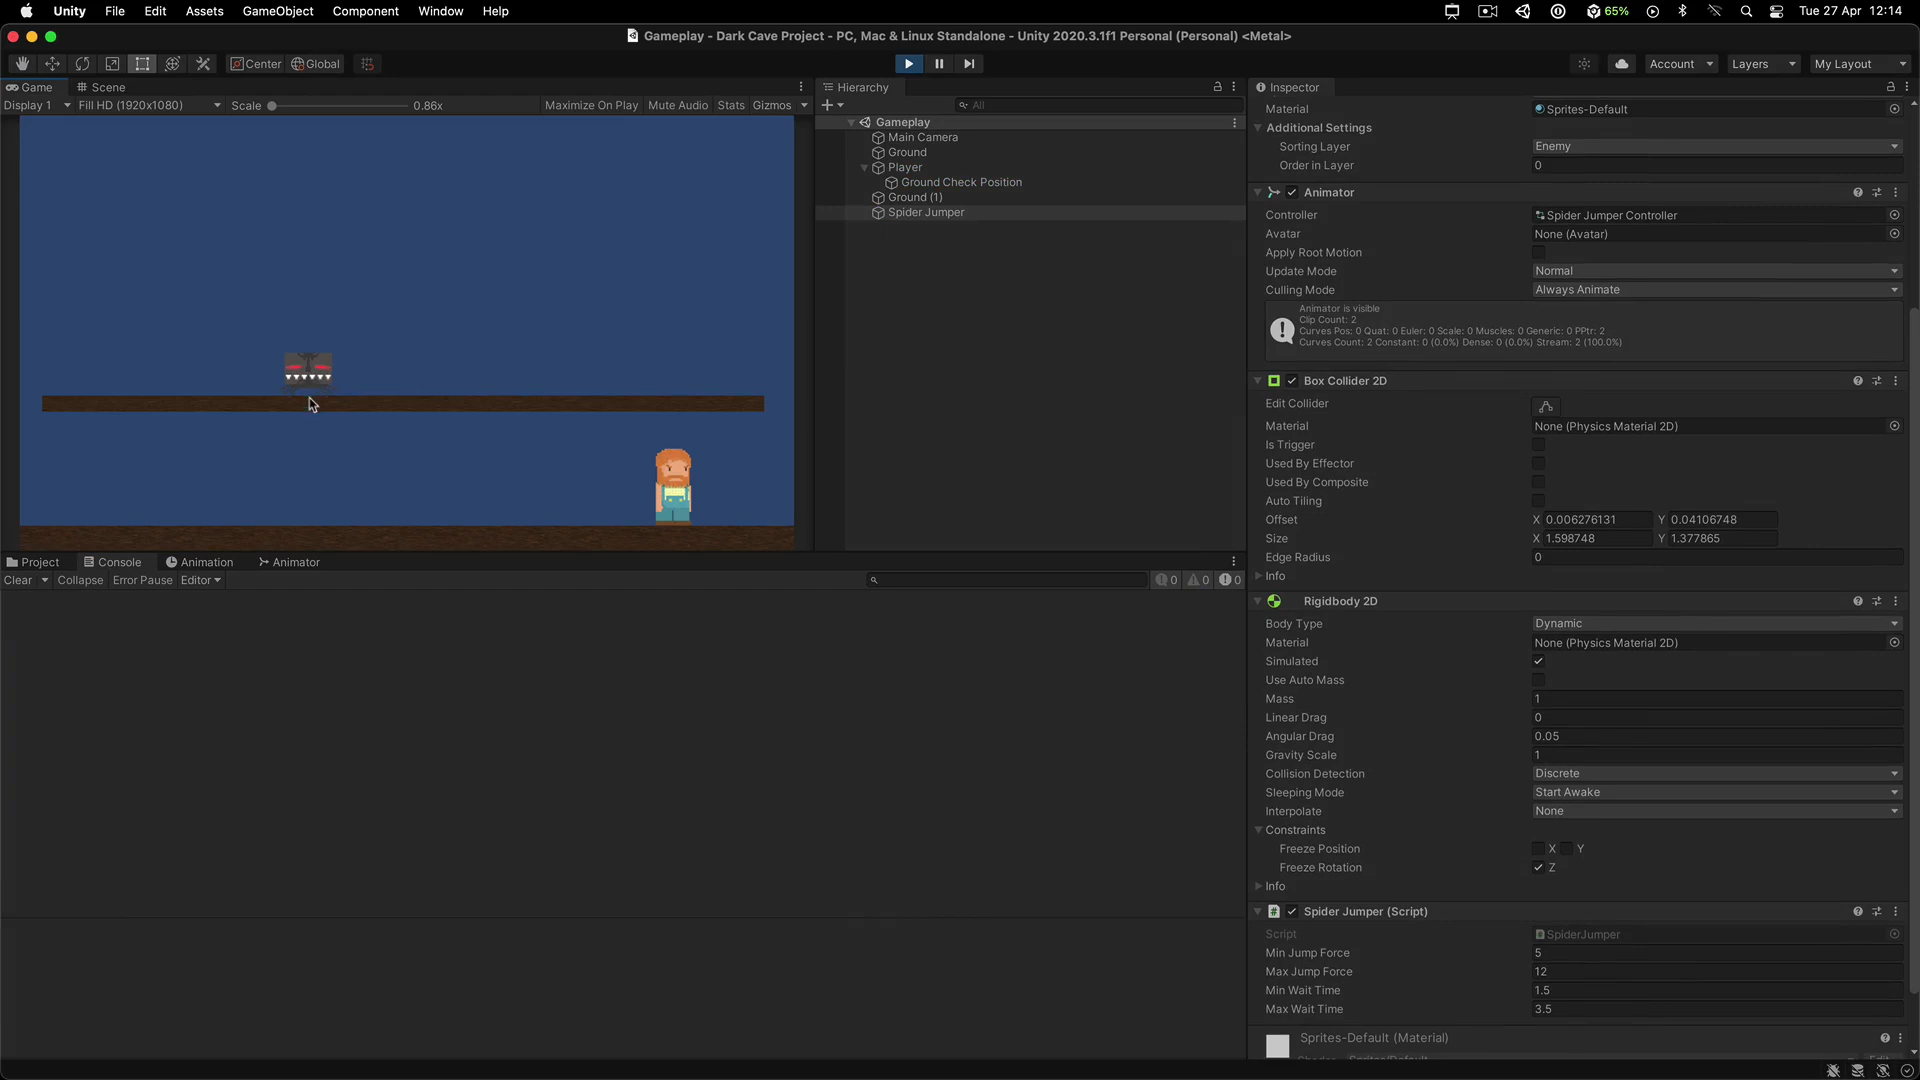 Unity File Edit Assets GameObject Component Window Help 65% Tue 27 Apr 12:14
Gameplay - Dark Cave Project - PC, Mac & Linux Standalone - Unity 2020.3.1f1 Personal (Personal) <Metal>
Center Global Account Layers My Layout
Game Scene
Display 1 Fill HD (1920x1080) Scale 0.86x Maximize On Play Mute Audio Stats Gizmos
Hierarchy
All
Gameplay
Main Camera
Ground
Player
Ground Check Position
Ground (1)
Spider Jumper
Project Console Animation Animator
Clear Collapse Error Pause Editor 0 0 0
Inspector
Material Sprites-Default
Additional Settings
Sorting Layer Enemy
Order in Layer 0
Animator
Controller Spider Jumper Controller
Avatar None (Avatar)
Apply Root Motion
Update Mode Normal
Culling Mode Always Animate
Animator is visible
Clip Count: 2
Curves Pos: 0 Quat: 0 Euler: 0 Scale: 0 Muscles: 0 Generic: 0 PPtr: 2
Curves Count: 2 Constant: 0 (0.0%) Dense: 0 (0.0%) Stream: 2 (100.0%)
Box Collider 2D
Edit Collider
Material None (Physics Material 2D)
Is Trigger
Used By Effector
Used By Composite
Auto Tiling
Offset X 0.006276131 Y 0.04106748
Size X 1.598748 Y 1.377865
Edge Radius 0
Info
Rigidbody 2D
Body Type Dynamic
Material None (Physics Material 2D)
Simulated
Use Auto Mass
Mass 1
Linear Drag 0
Angular Drag 0.05
Gravity Scale 1
Collision Detection Discrete
Sleeping Mode Start Awake
Interpolate None
Constraints
Freeze Position X Y
Freeze Rotation Z
Info
Spider Jumper (Script)
Script SpiderJumper
Min Jump Force 5
Max Jump Force 12
Min Wait Time 1.5
Max Wait Time 3.5
Sprites-Default (Material)